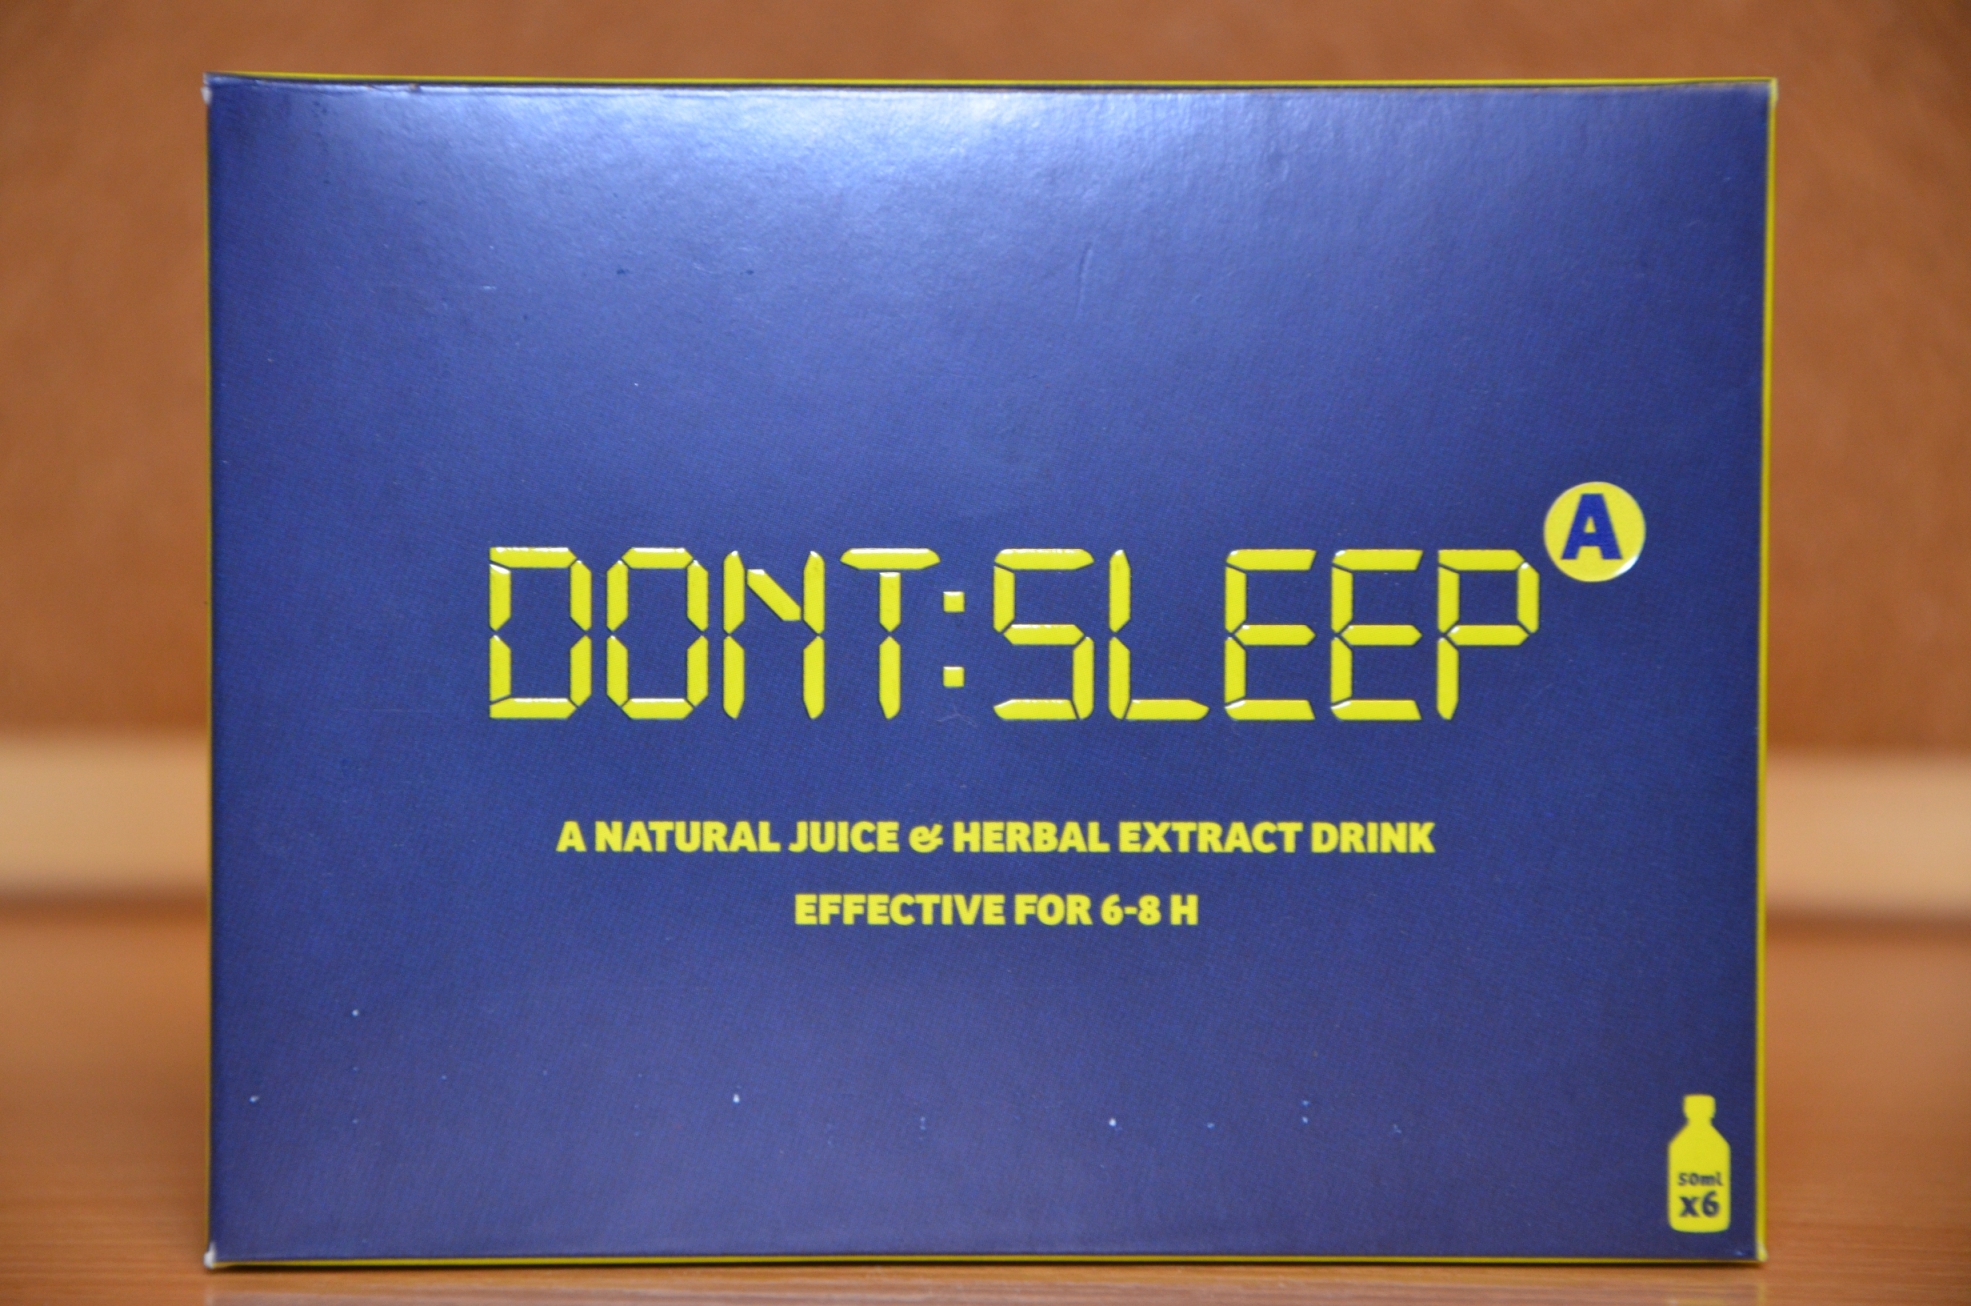 DONT:SLEEP A
A NATURAL JUICE & HERBAL EXTRACT DRINK
EFFECTIVE FOR 6-8 H
50ml
x6